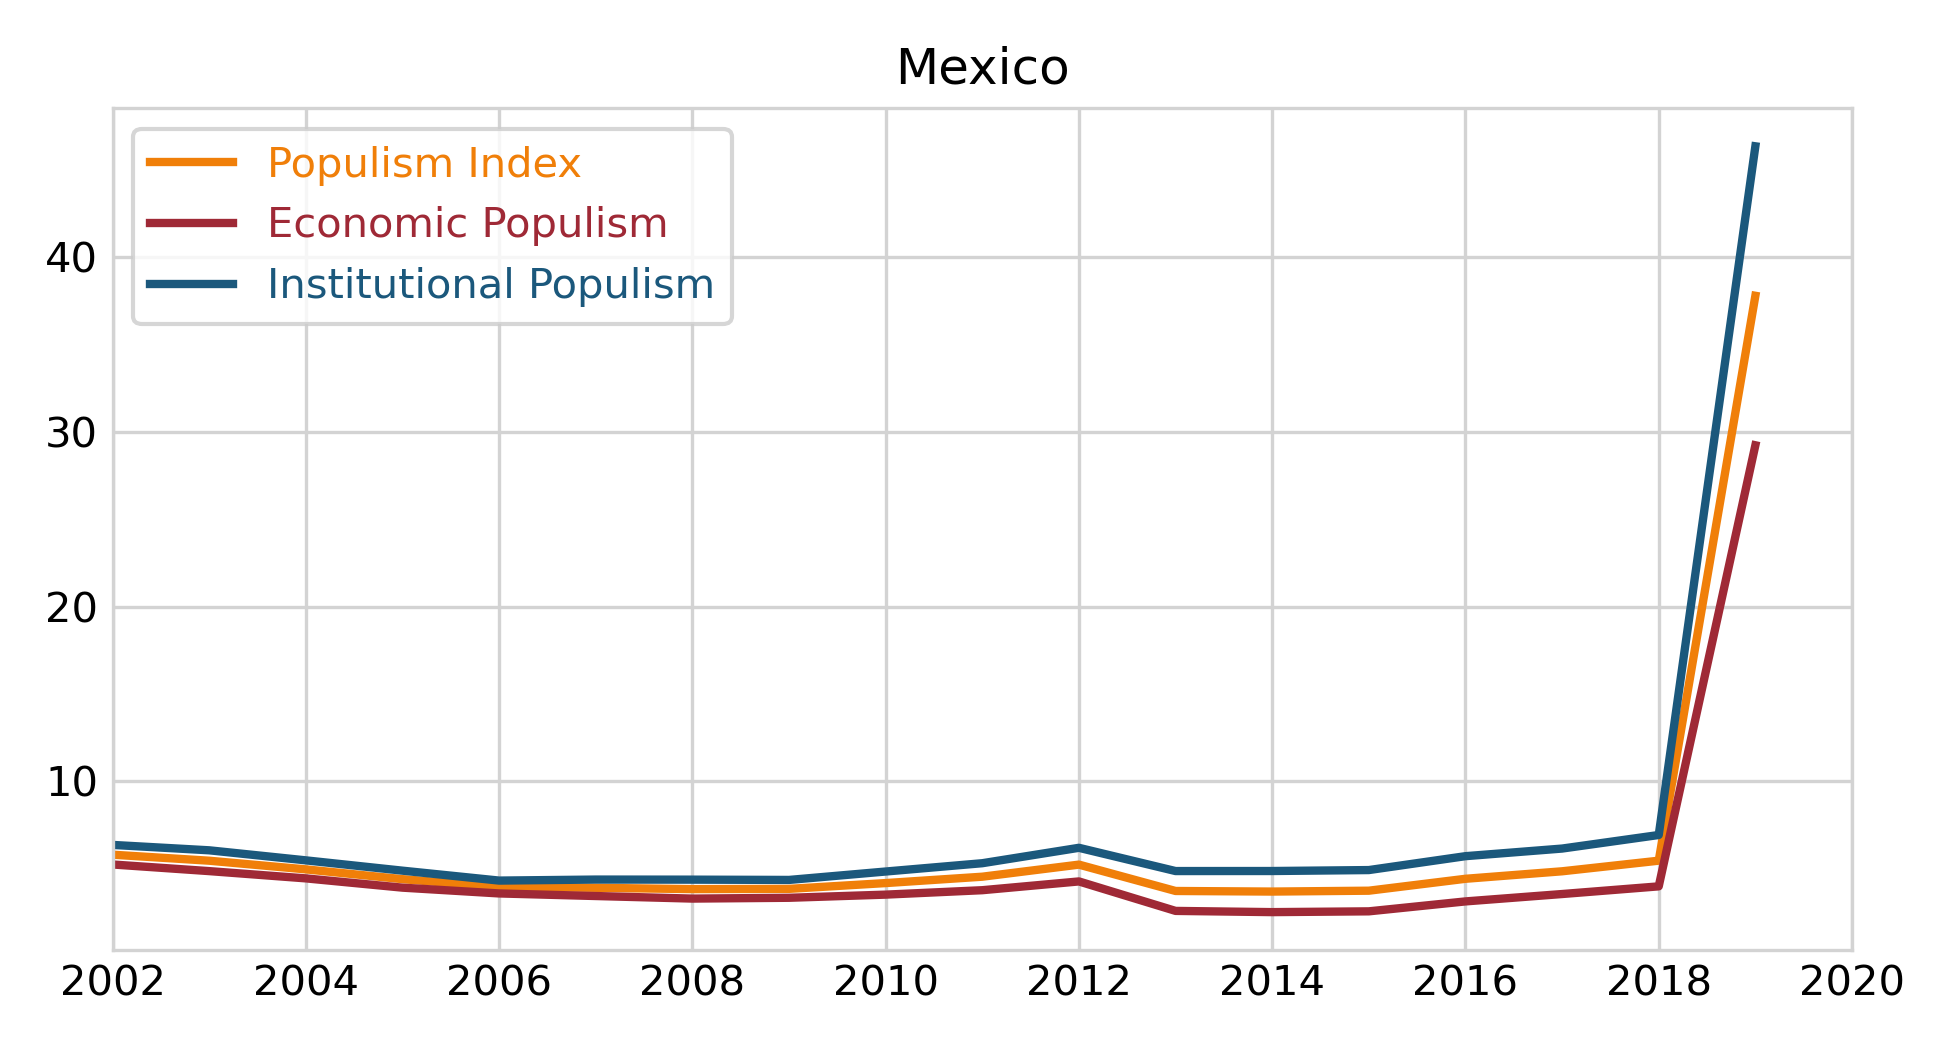 Mexico
Populism Index
Economic Populism
Institutional Populism
40
30
20
10
2002 2004 2006 2008 2010 2012 2014 2016 2018 2020